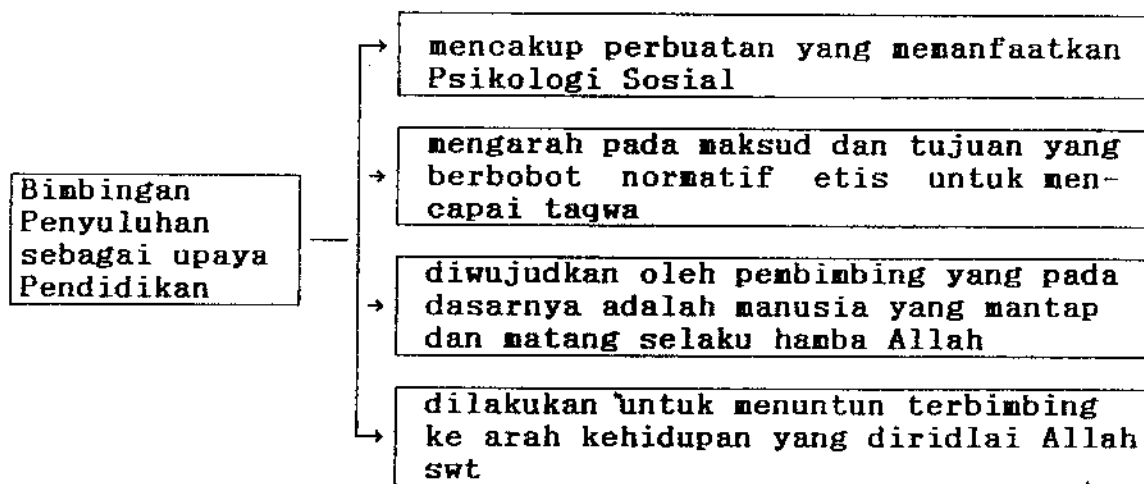 mencakup perbuatan yang memanfaatkan
Psikologi Sosial
mengarah pada maksud dan tujuan yang
berbobot normatif etis untuk men-
capai taqwa
Bimbingan
Penyuluhan
sebagai upaya
Pendidikan
diwujudkan oleh pembimbing yang pada
dasarnya adalah manusia yang mantap
dan matang selaku hamba Allah
dilakukan untuk menuntun terbimbing
ke arah kehidupan yang diridlai Allah
swt